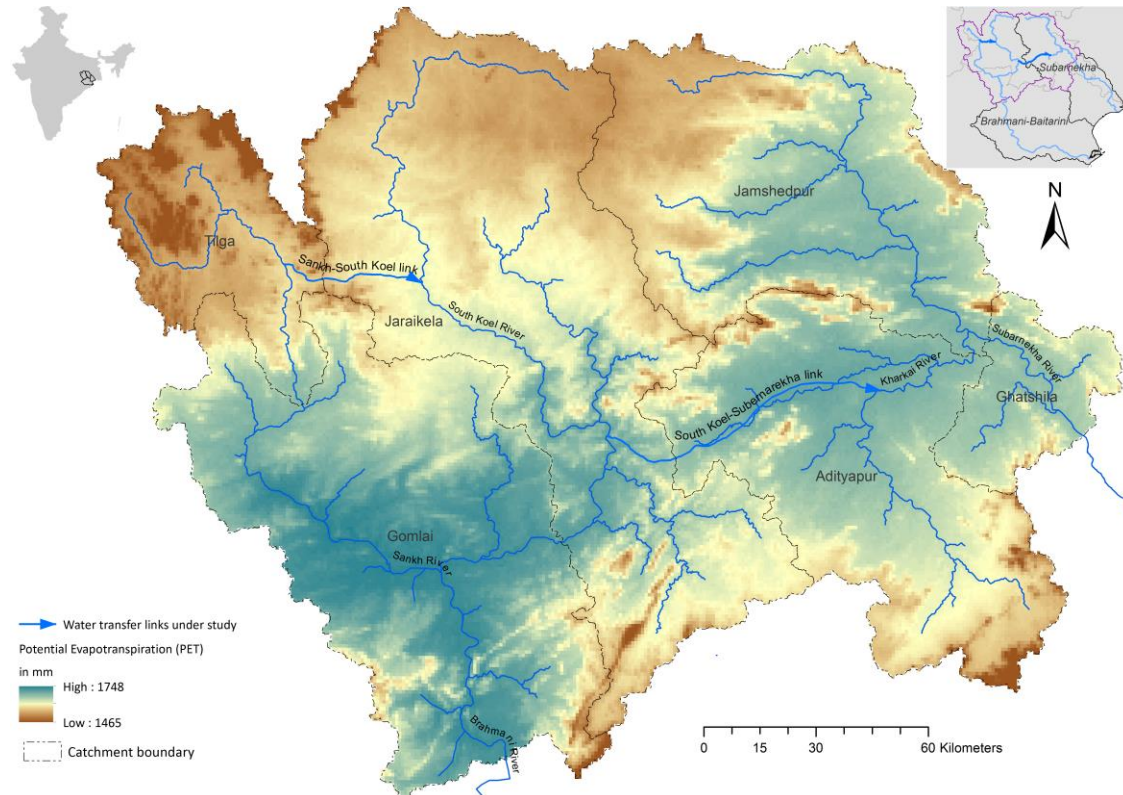 Subarnekha
Brahmani-Baitarini
N
Jamshedpur
Tilga
Sankh-South Koel link
South Koel River
Jaraikela
Subarnekha River
Kharkai River
South Koel-Subernarekha link
Ghatshila
Adityapur
Gomlai
Sankh River
Brahmani River
Water transfer links under study
Potential Evapotranspiration (PET)
in mm
High : 1748
Low : 1465
Catchment boundary
0 15 30 60 Kilometers